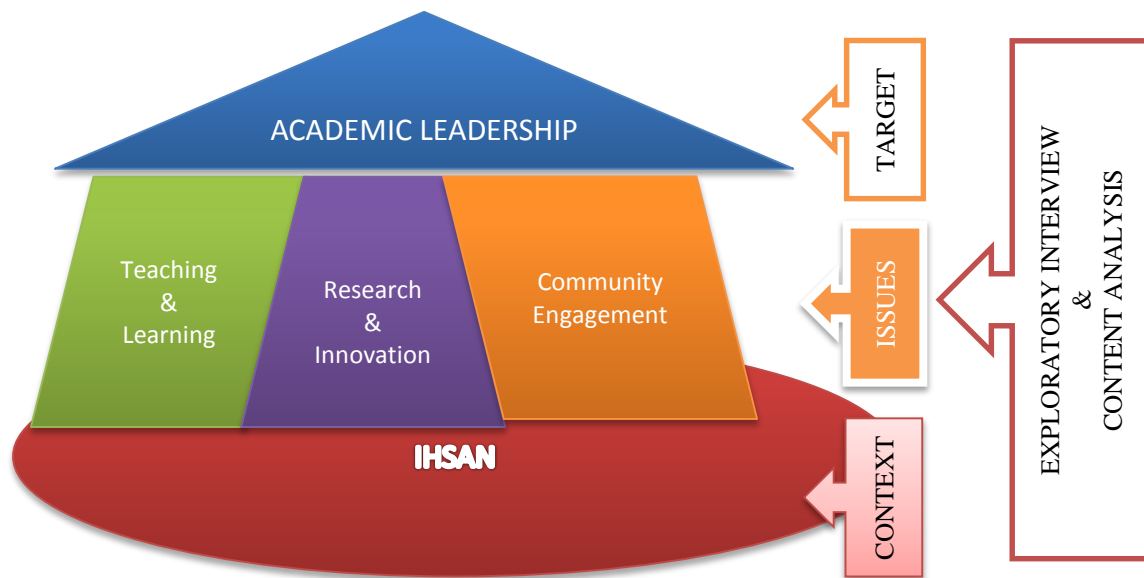 ACADEMIC LEADERSHIP
Teaching
&
Learning
Research
&
Innovation
Community
Engagement
IHSAN
TARGET
ISSUES
CONTEXT
EXPLORATORY INTERVIEW
&
CONTENT ANALYSIS